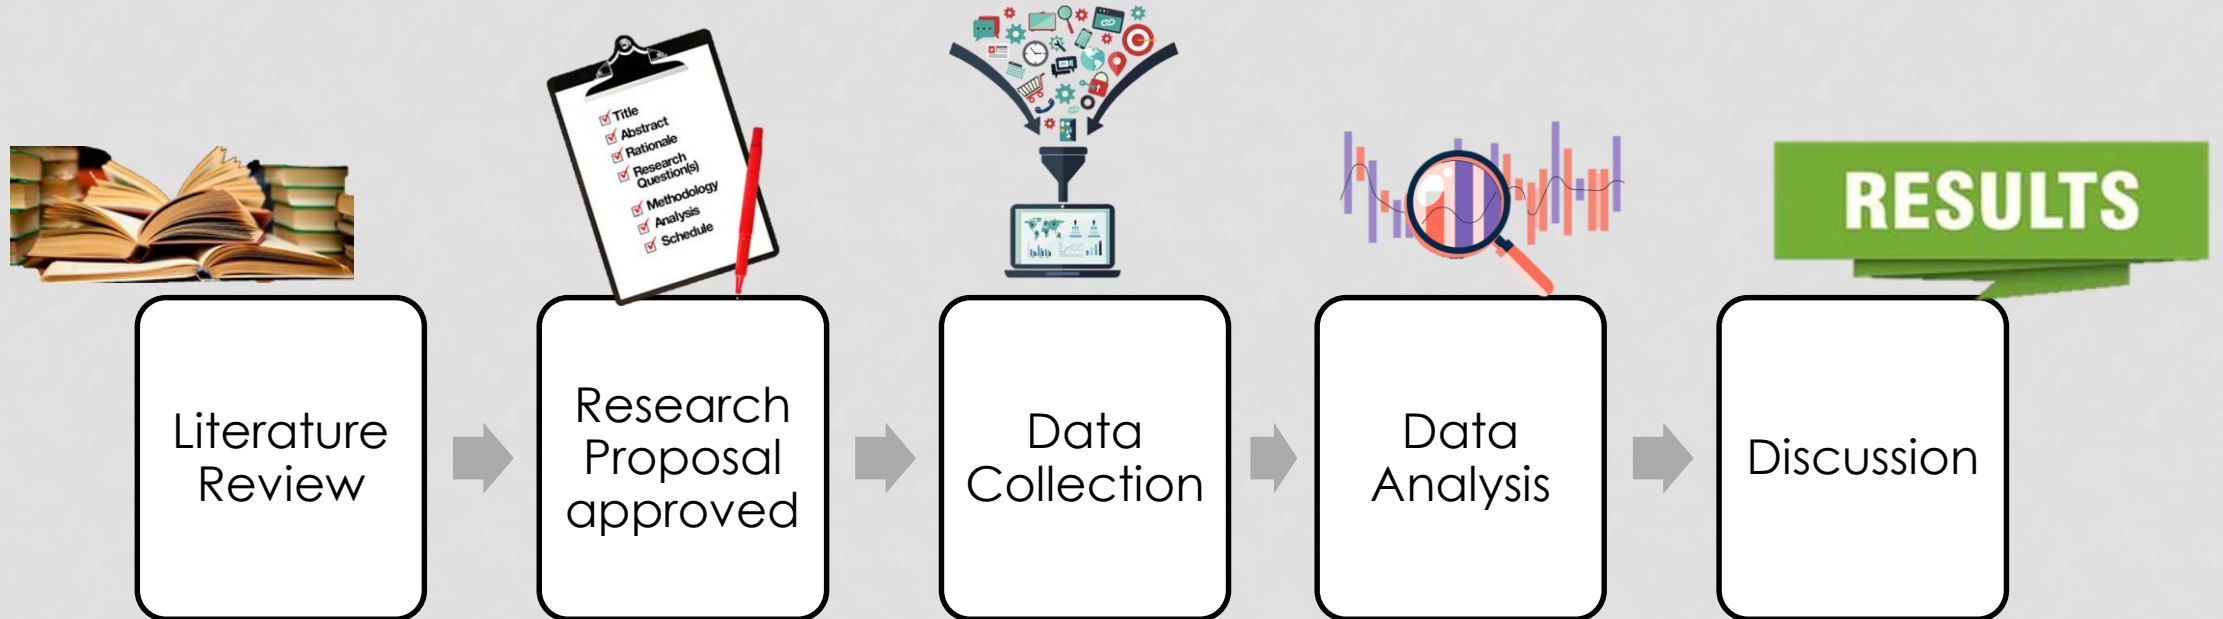 Title
Abstract
Rationale
Research
Question(s)
Methodology
Analysis
Schedule
RESULTS
Literature
Review
Research
Proposal
approved
Data
Collection
Data
Analysis
Discussion